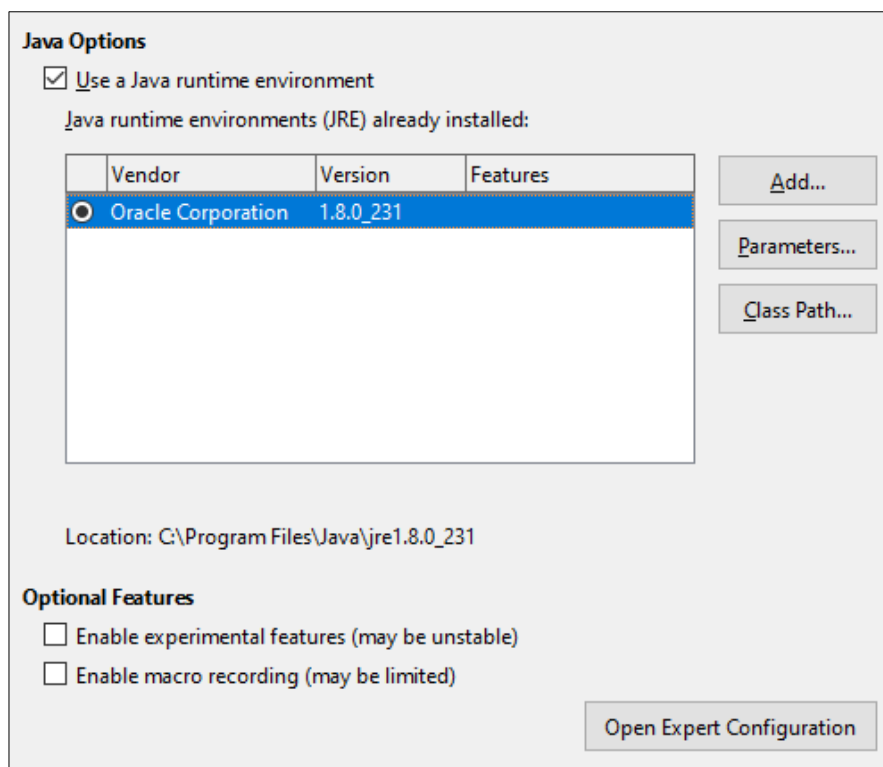 Java Options
Use a Java runtime environment
Java runtime environments (JRE) already installed:
Vendor Version Features
Add...
Oracle Corporation 1.8.0_231
Parameters...
Class Path...
Location: C:\Program Files\Java\jre1.8.0_231
Optional Features
Enable experimental features (may be unstable)
Enable macro recording (may be limited)
Open Expert Configuration